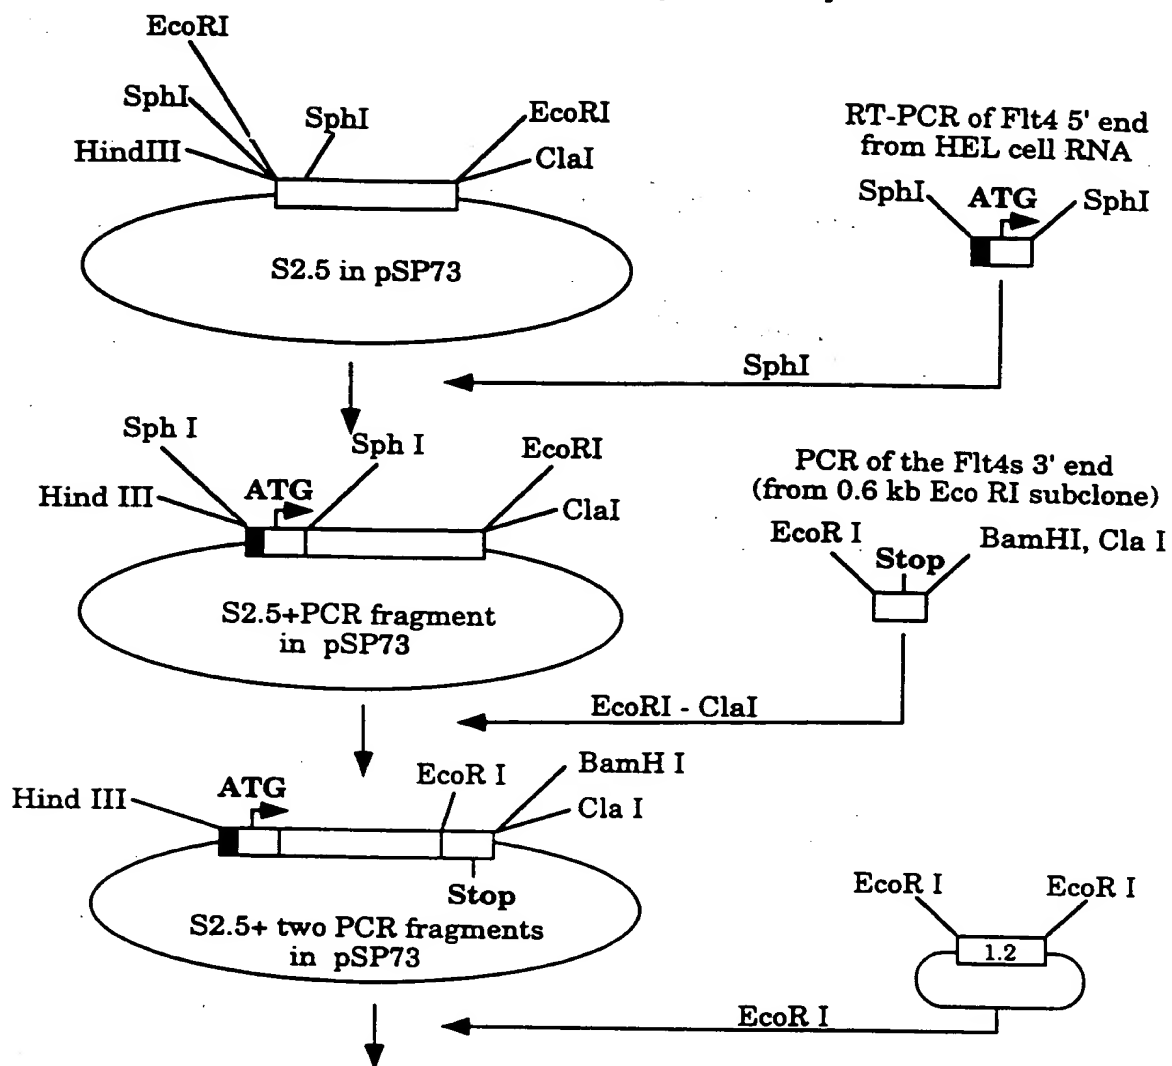 EcoRI
SphI
SphI
HindIII
EcoRI
ClaI
S2.5 in pSP73
RT-PCR of Flt4 5' end
from HEL cell RNA
SphI
ATG
SphI
SphI
Sph I
Sph I
Hind III
ATG
EcoRI
ClaI
S2.5+PCR fragment
in pSP73
PCR of the Flt4s 3' end
(from 0.6 kb Eco RI subclone)
EcoR I
Stop
BamHI, Cla I
EcoRI - ClaI
Hind III
ATG
EcoR I
BamH I
Cla I
Stop
S2.5+ two PCR fragments
in pSP73
EcoR I
EcoR I
1.2
EcoR I